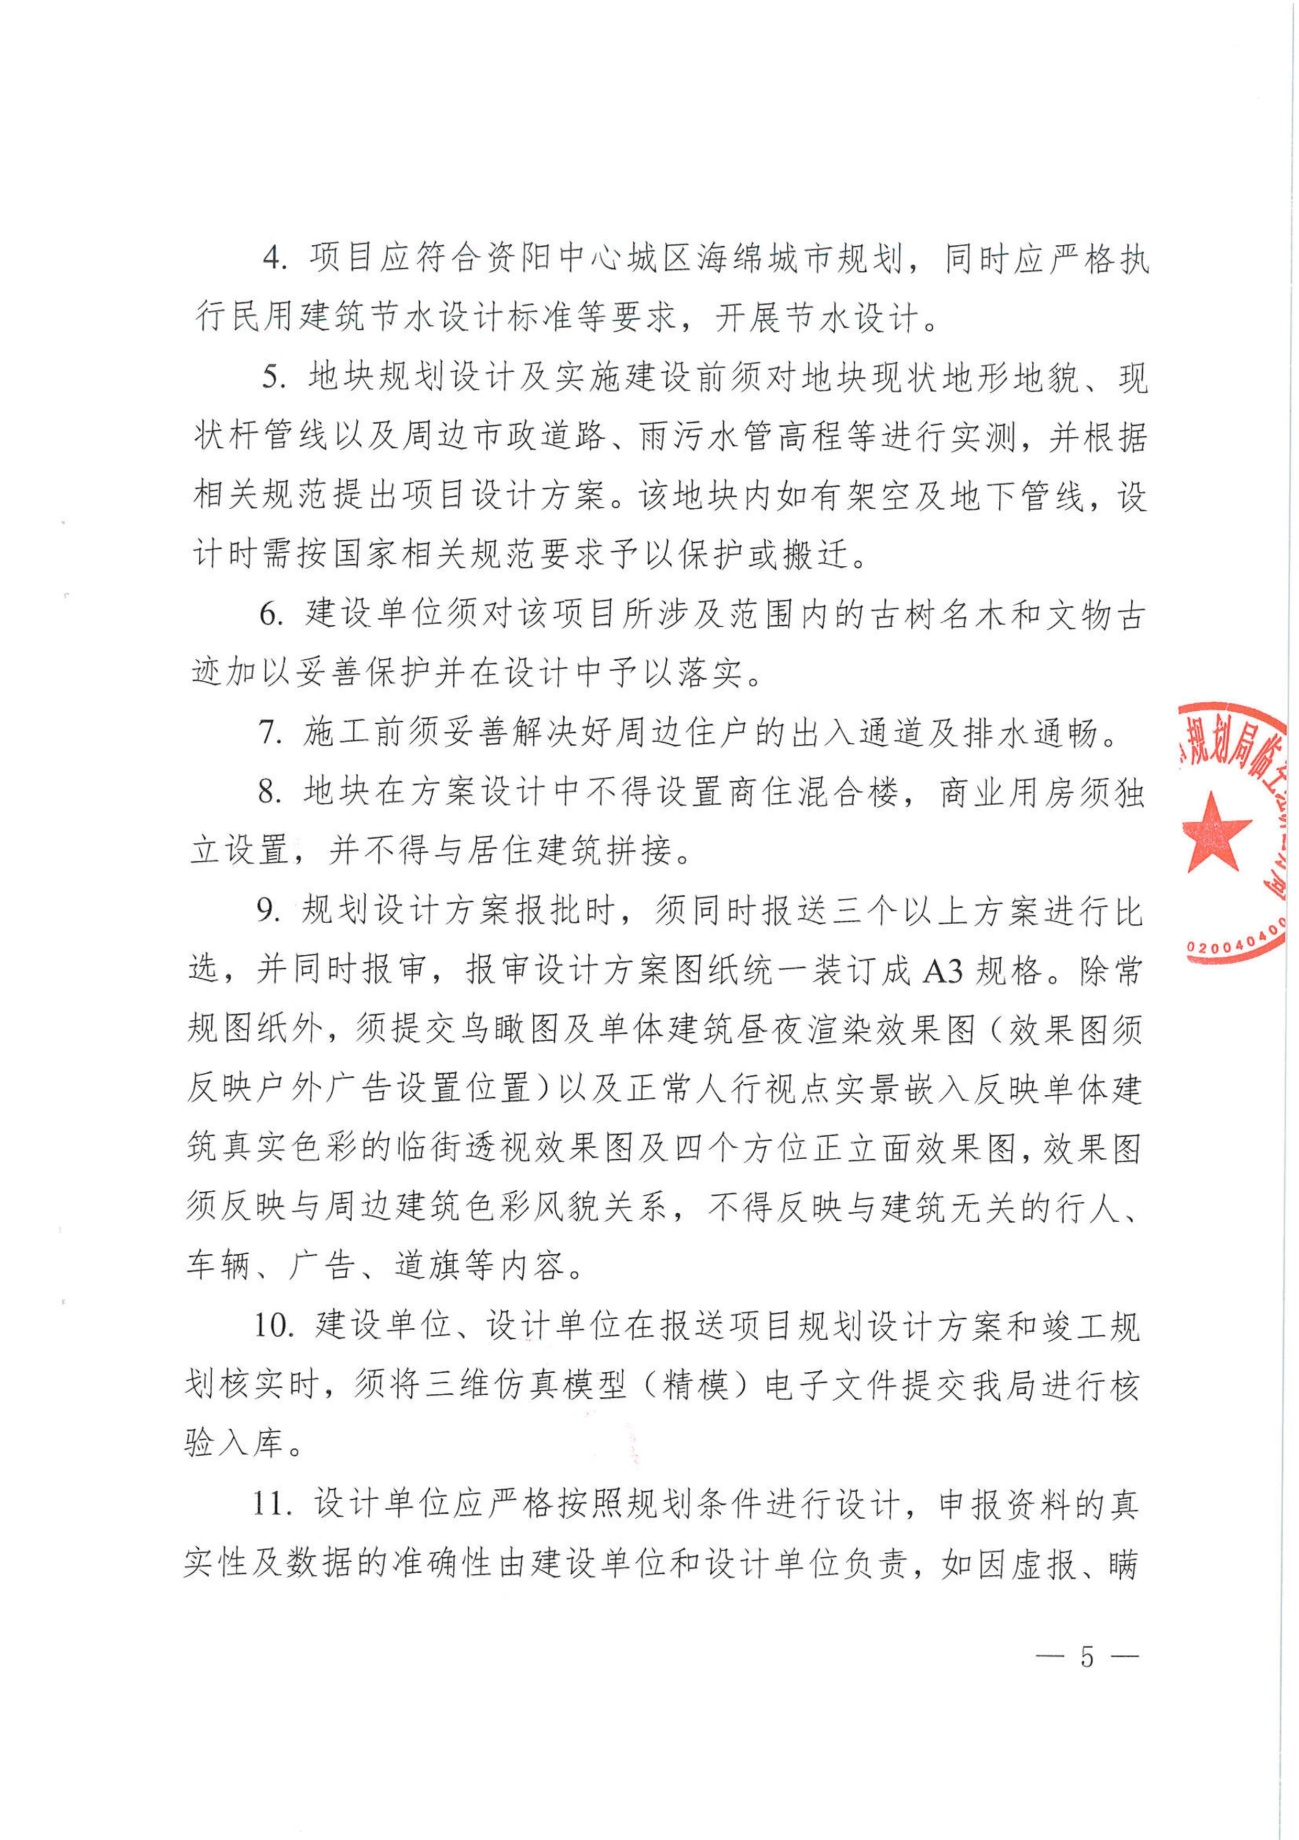 4. 项目应符合资阳中心城区海绵城市规划，同时应严格执
行民用建筑节水设计标准等要求，开展节水设计。
5. 地块规划设计及实施建设前须对地块现状地形地貌、现
状杆管线以及周边市政道路、雨污水管高程等进行实测，并根据
相关规范提出项目设计方案。该地块内如有架空及地下管线，设
计时需按国家相关规范要求予以保护或搬迁。
6. 建设单位须对该项目所涉及范围内的古树名木和文物古
迹加以妥善保护并在设计中予以落实。
7. 施工前须妥善解决好周边住户的出入通道及排水通畅。
8. 地块在方案设计中不得设置商住混合楼，商业用房须独
立设置，并不得与居住建筑拼接。
9. 规划设计方案报批时，须同时报送三个以上方案进行比
选，并同时报审，报审设计方案图纸统一装订成 A3 规格。除常
规图纸外，须提交鸟瞰图及单体建筑昼夜渲染效果图（效果图须
反映户外广告设置位置）以及正常人行视点实景嵌入反映单体建
筑真实色彩的临街透视效果图及四个方位正立面效果图，效果图
须反映与周边建筑色彩风貌关系，不得反映与建筑无关的行人、
车辆、广告、道旗等内容。
10. 建设单位、设计单位在报送项目规划设计方案和竣工规
划核实时，须将三维仿真模型（精模）电子文件提交我局进行核
验入库。
11. 设计单位应严格按照规划条件进行设计，申报资料的真
实性及数据的准确性由建设单位和设计单位负责，如因虚报、瞒
— 5 —
规划局临空
020040400